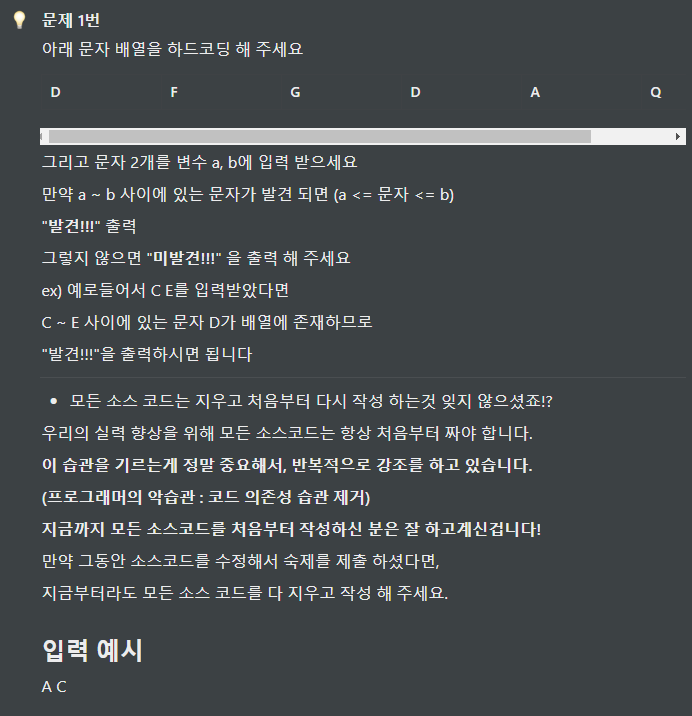 문제 1번
아래 문자 배열을 하드코딩 해 주세요
D F G D A Q
그리고 문자 2개를 변수 a, b에 입력 받으세요
만약 a ~ b 사이에 있는 문자가 발견 되면 (a <= 문자 <= b)
"발견!!!" 출력
그렇지 않으면 "미발견!!!" 을 출력 해 주세요
ex) 예로들어서 C E를 입력받았다면
C ~ E 사이에 있는 문자 D가 배열에 존재하므로
"발견!!!"을 출력하시면 됩니다
• 모든 소스 코드는 지우고 처음부터 다시 작성 하는것 잊지 않으셨죠!?
우리의 실력 향상을 위해 모든 소스코드는 항상 처음부터 짜야 합니다.
이 습관을 기르는게 정말 중요해서, 반복적으로 강조를 하고 있습니다.
(프로그래머의 악습관 : 코드 의존성 습관 제거)
지금까지 모든 소스코드를 처음부터 작성하신 분은 잘 하고계신겁니다!
만약 그동안 소스코드를 수정해서 숙제를 제출 하셨다면,
지금부터라도 모든 소스 코드를 다 지우고 작성 해 주세요.
입력 예시
A C